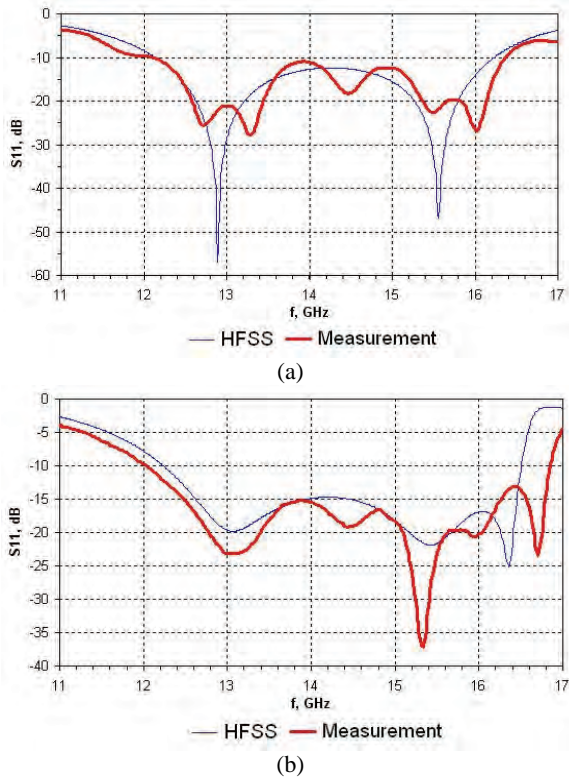 0
-10
-20
-30
-40
-50
-60
S11, dB
11 12 13 14 15 16 17
f, GHz
HFSS Measurement
(a)
0
-5
-10
-15
-20
-25
-30
-35
-40
S11, dB
11 12 13 14 15 16 17
f, GHz
HFSS Measurement
(b)